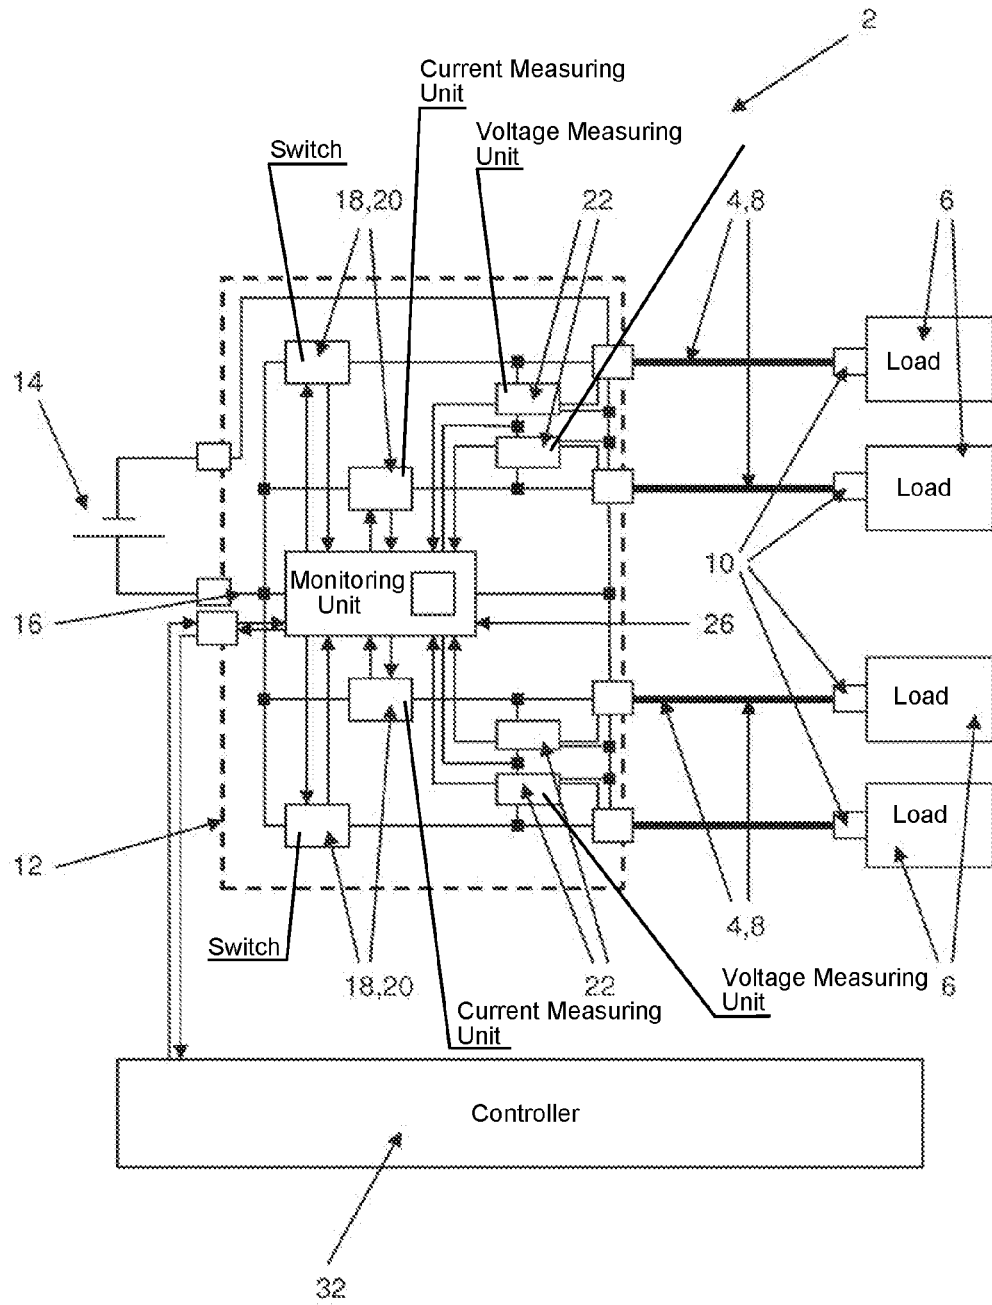 2
Current Measuring
Unit
Voltage Measuring
Unit
Switch
18,20
22
4,8
6
Load
14
Load
10
Monitoring
Unit
16
26
Load
Load
12
4,8
Switch
18,20
22
Voltage Measuring
Unit
6
Current Measuring
Unit
Controller
32